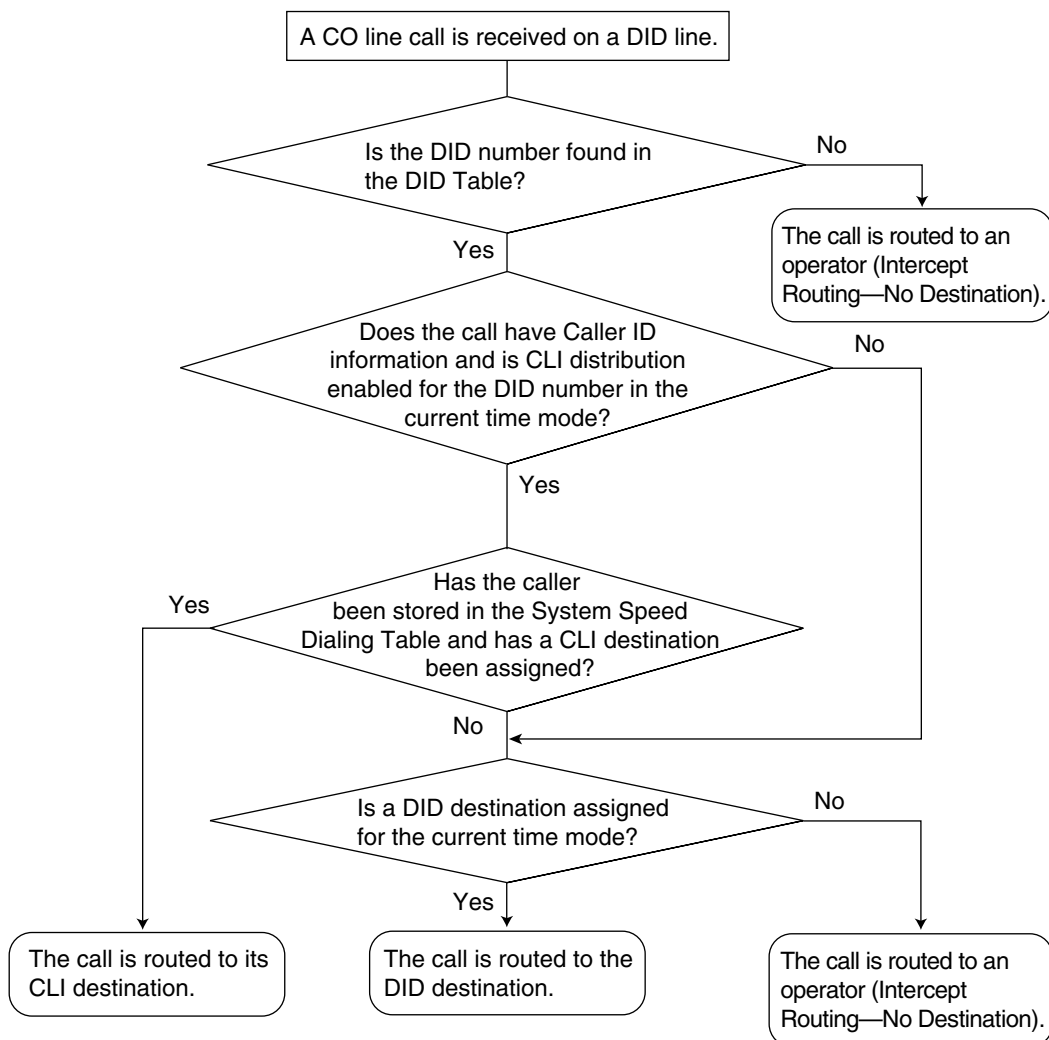 A CO line call is received on a DID line.
Is the DID number found in
the DID Table?
No
Yes
The call is routed to an
operator (Intercept
Routing—No Destination).
Does the call have Caller ID
information and is CLI distribution
enabled for the DID number in the
current time mode?
No
Yes
Has the caller
been stored in the System Speed
Dialing Table and has a CLI destination
been assigned?
Yes
No
Is a DID destination assigned
for the current time mode?
No
Yes
The call is routed to its
CLI destination.
The call is routed to the
DID destination.
The call is routed to an
operator (Intercept
Routing—No Destination).